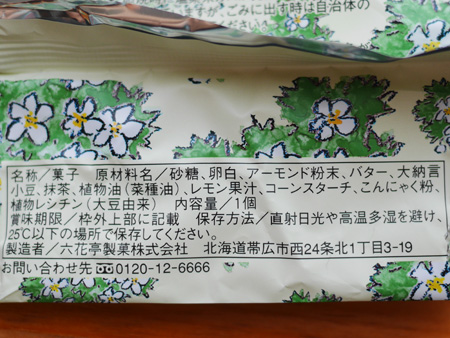 ごみに出す時は自治体の
ださい。
名称／菓子 原材料名／砂糖、卵白、アーモンド粉末、バター、大納言
小豆、抹茶、植物油(菜種油)、レモン果汁、コーンスターチ、こんにゃく粉、
植物レシチン(大豆由来) 内容量／1個
賞味期限／枠外上部に記載 保存方法／直射日光や高温多湿を避け、
25℃以下の場所で保存してください。
製造者／六花亭製菓株式会社 北海道帯広市西24条北1丁目3-19
お問い合わせ先 0120-12-6666